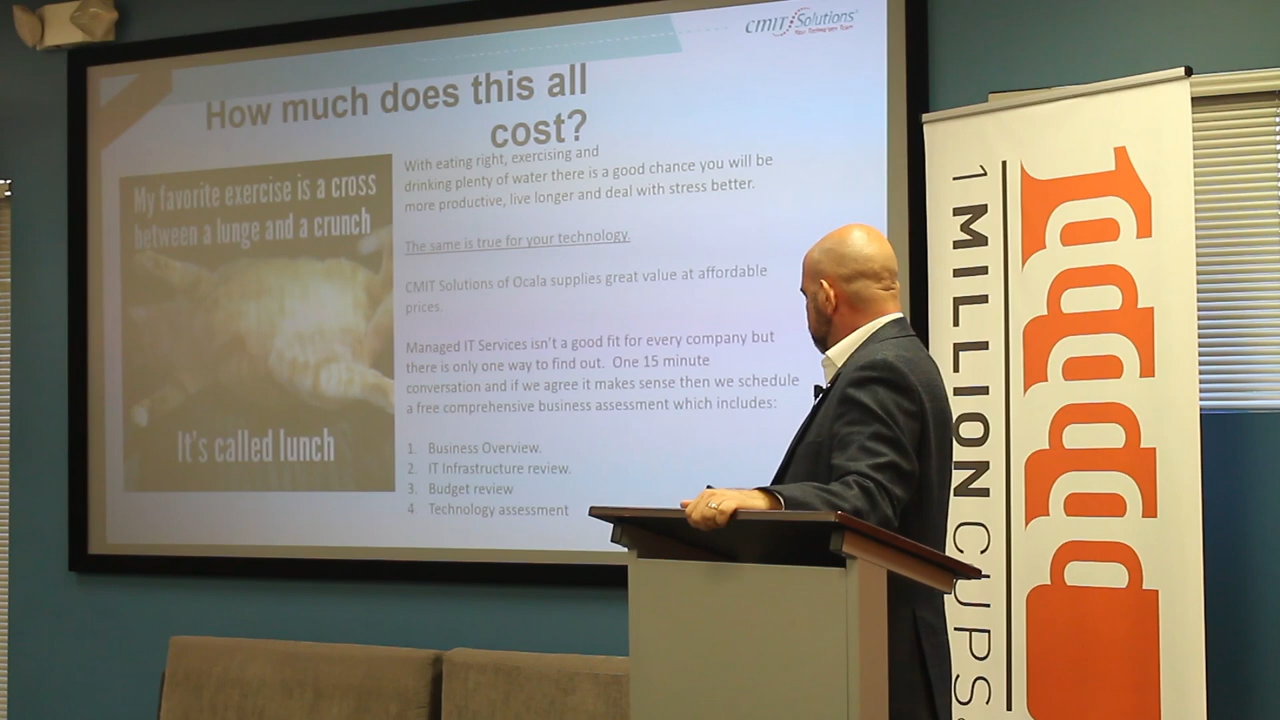 CMIT Solutions
Your Technology Team
How much does this all
cost?
My favorite exercise is a cross
between a lunge and a crunch
It's called lunch
With eating right, exercising and
drinking plenty of water there is a good chance you will be
more productive, live longer and deal with stress better.
The same is true for your technology.
CMIT Solutions of Ocala supplies great value at affordable
prices.
Managed IT Services isn't a good fit for every company but
there is only one way to find out. One 15 minute
conversation and if we agree it makes sense then we schedule
a free comprehensive business assessment which includes:
1. Business Overview.
2. IT Infrastructure review.
3. Budget review
4. Technology assessment
1 MILLION CUPS